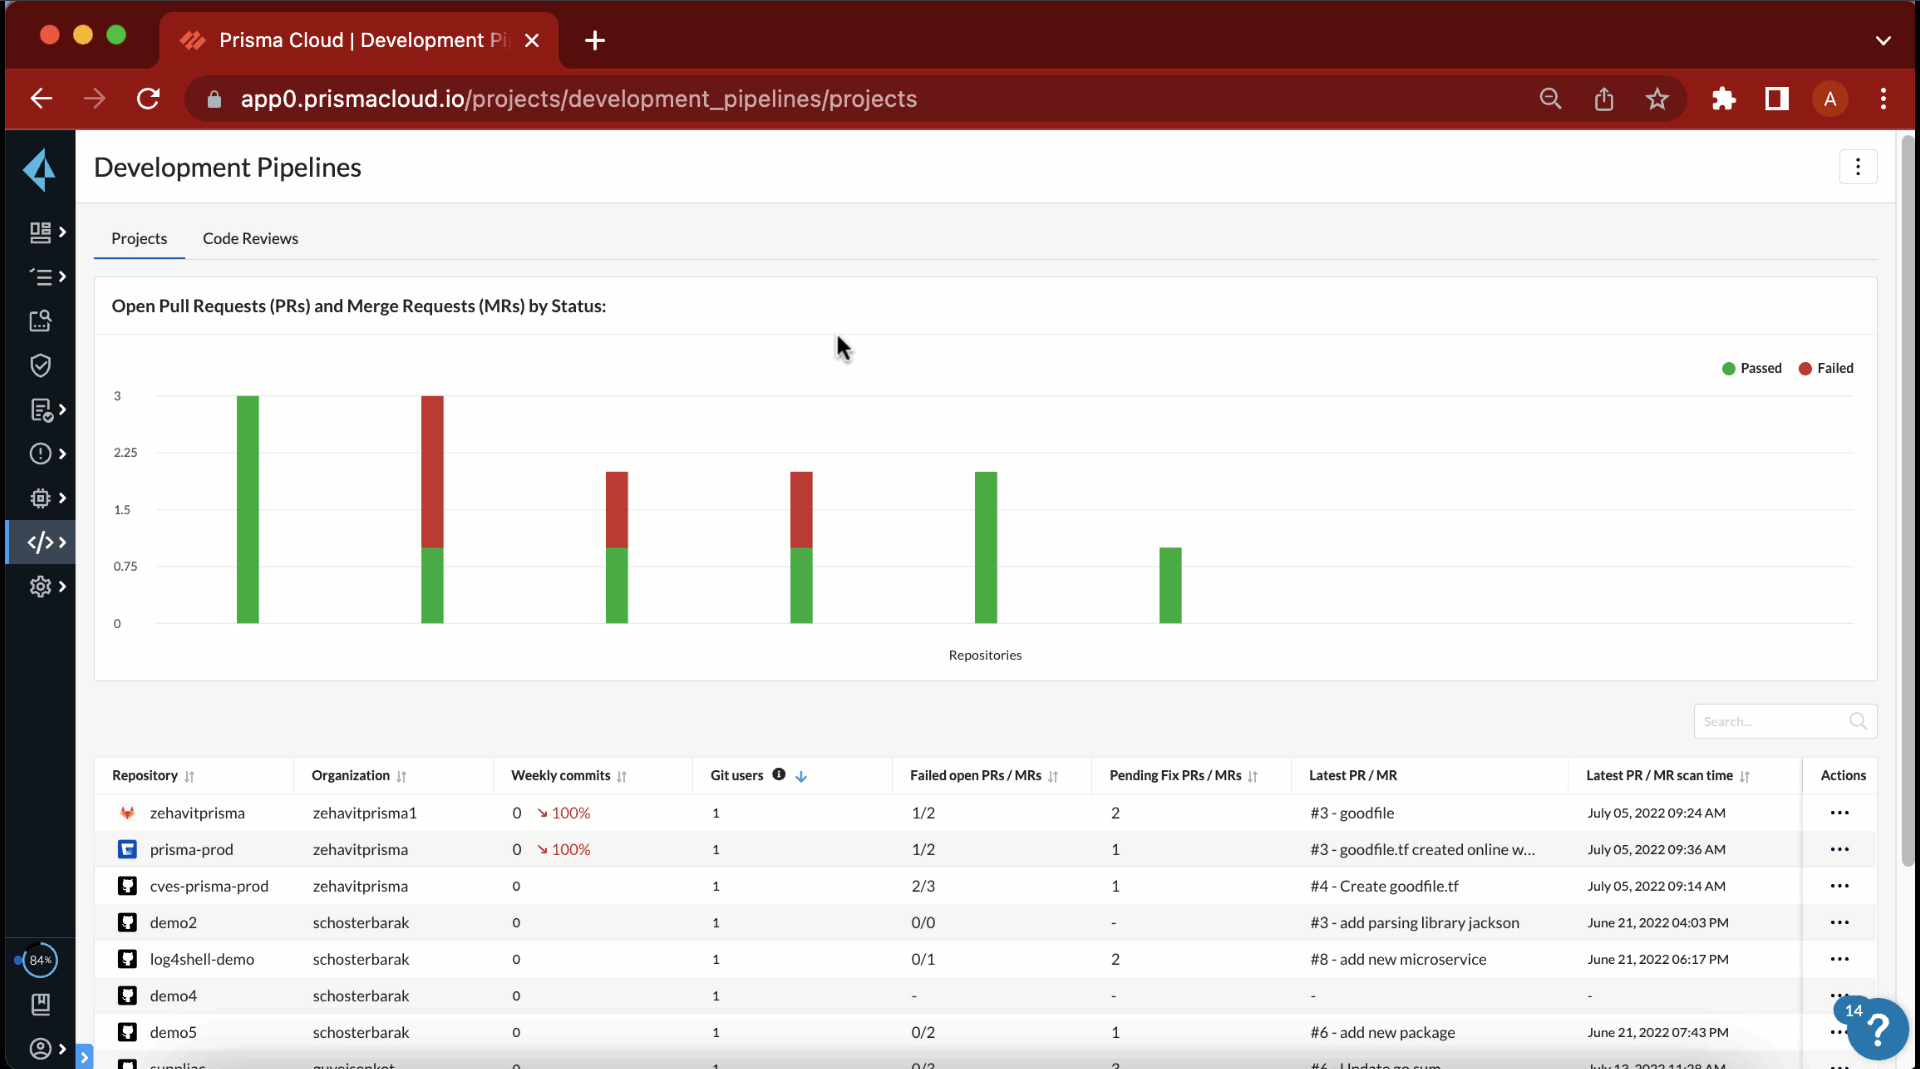 Prisma Cloud | Development Pi
app0.prismacloud.io/projects/development_pipelines/projects
A
Development Pipelines
Projects Code Reviews
Open Pull Requests (PRs) and Merge Requests (MRs) by Status:
Passed Failed
3
2.25
1.5
0.75
0
Repositories
Search...
Repository Organization Weekly commits Git users Failed open PRs / MRs Pending Fix PRs / MRs Latest PR / MR Latest PR / MR scan time Actions
zehavitprisma zehavitprisma1 0 100% 1 1/2 2 #3 - goodfile July 05, 2022 09:24 AM
prisma-prod zehavitprisma 0 100% 1 1/2 1 #3 - goodfile.tf created online w... July 05, 2022 09:36 AM
cves-prisma-prod zehavitprisma 0 1 2/3 1 #4 - Create goodfile.tf July 05, 2022 09:14 AM
demo2 schosterbarak 0 1 0/0 - #3 - add parsing library jackson June 21, 2022 04:03 PM
log4shell-demo schosterbarak 0 1 0/1 2 #8 - add new microservice June 21, 2022 06:17 PM
demo4 schosterbarak 0 1 - - - -
demo5 schosterbarak 0 1 0/2 1 #6 - add new package June 21, 2022 07:43 PM
84%
14
?